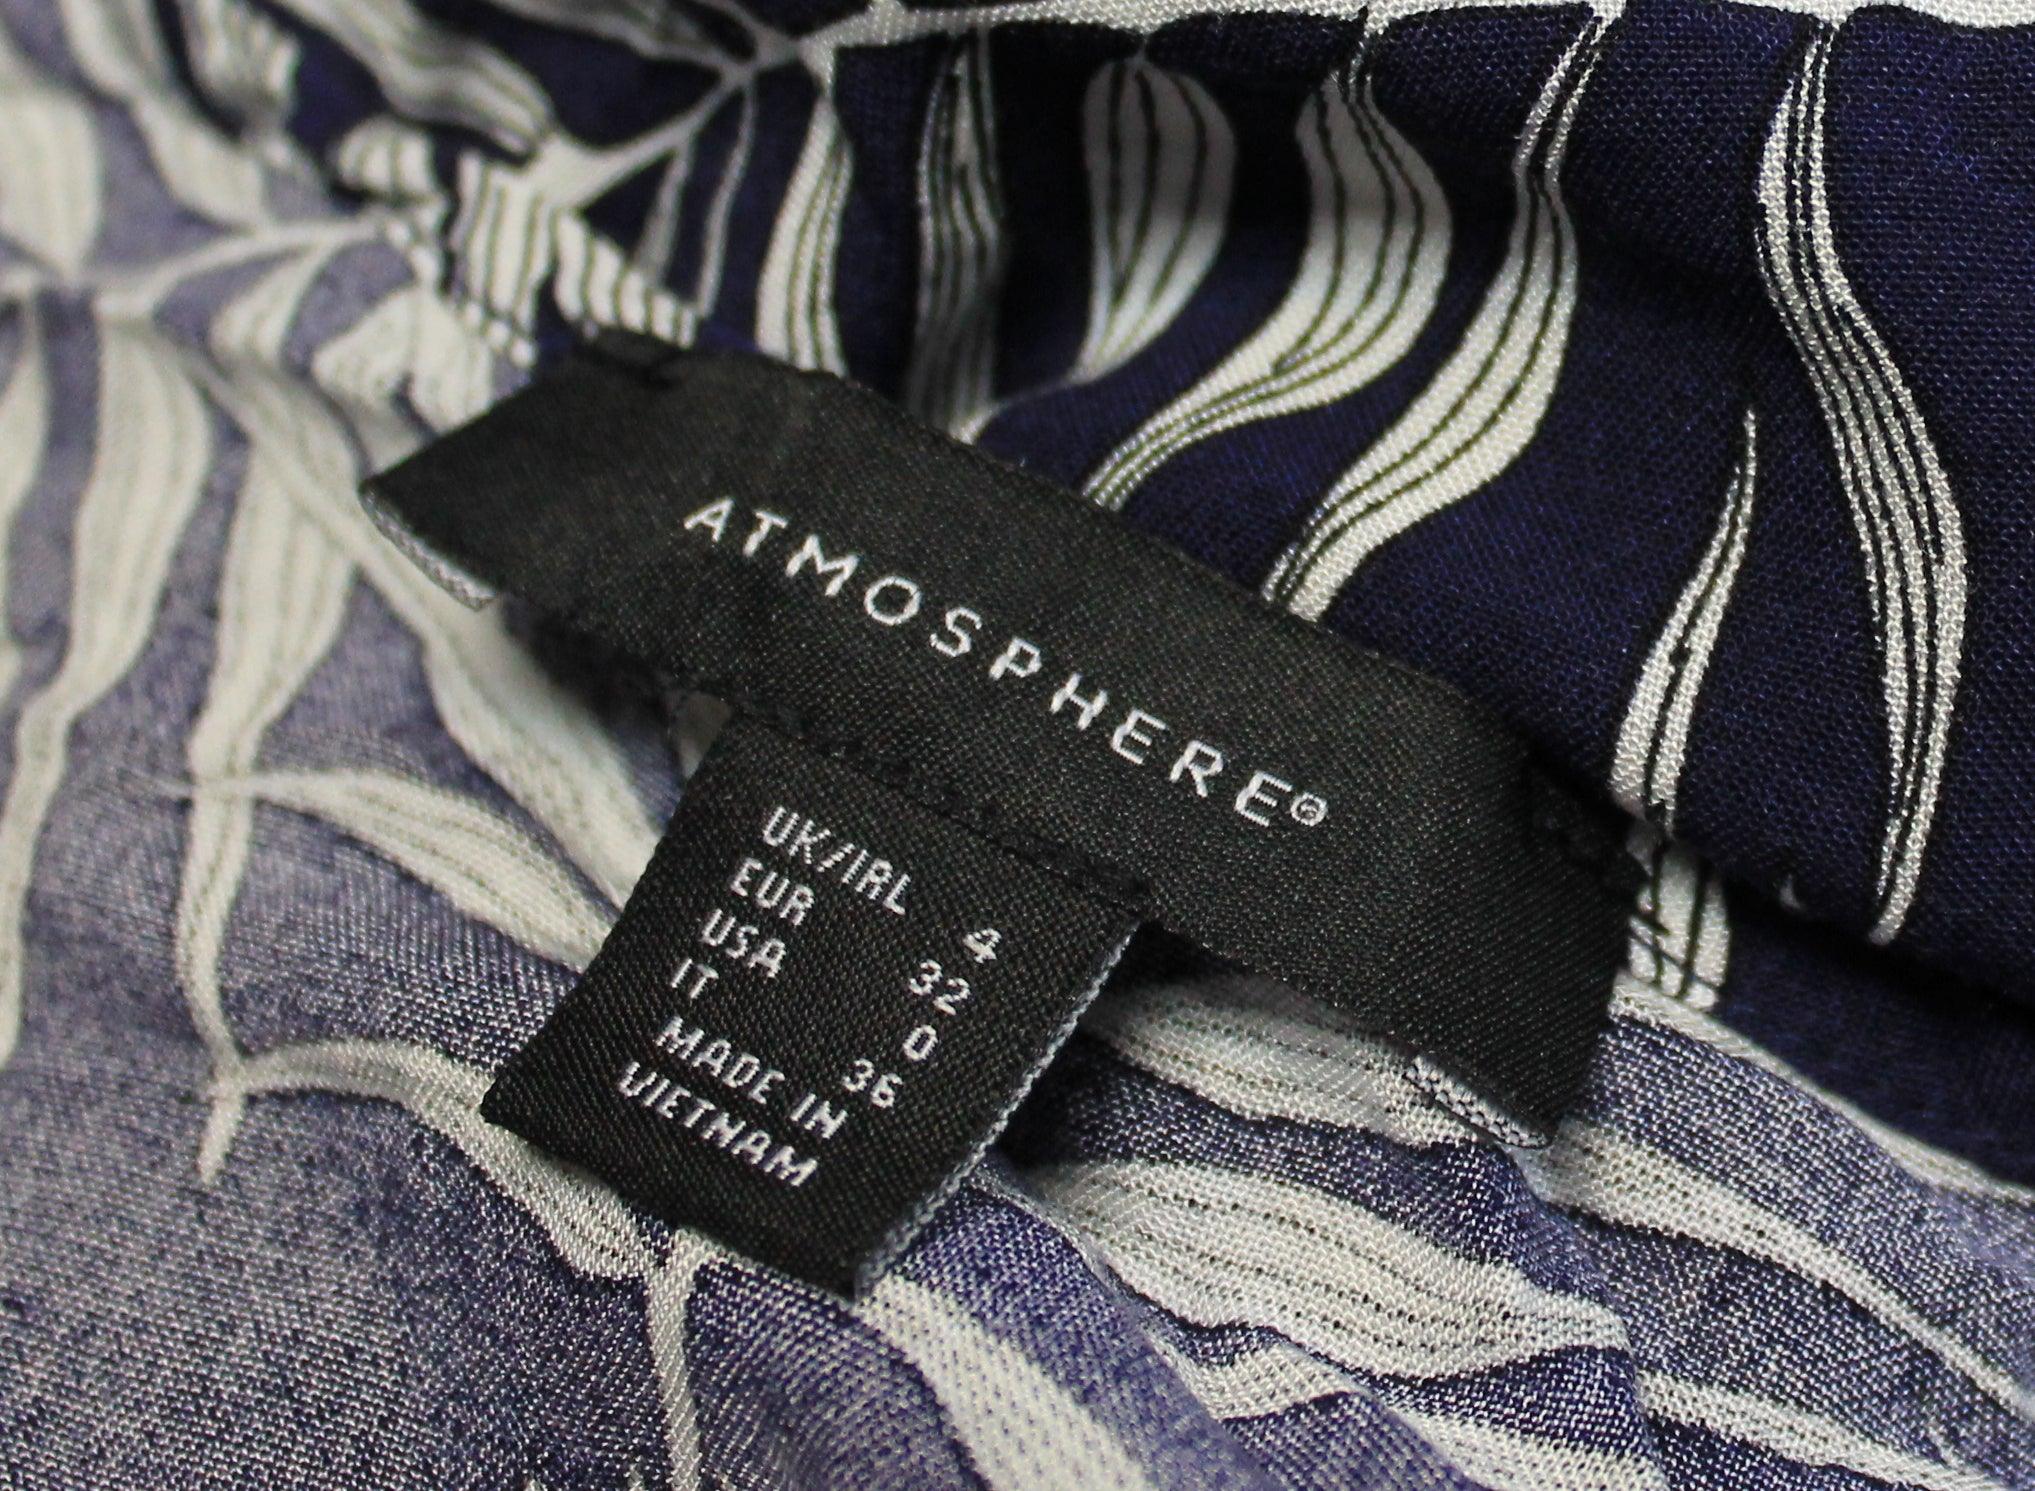 ATMOSPHERE®
UK/IRL 4
EUR 32
USA 0
IT 36
MADE IN
VIETNAM